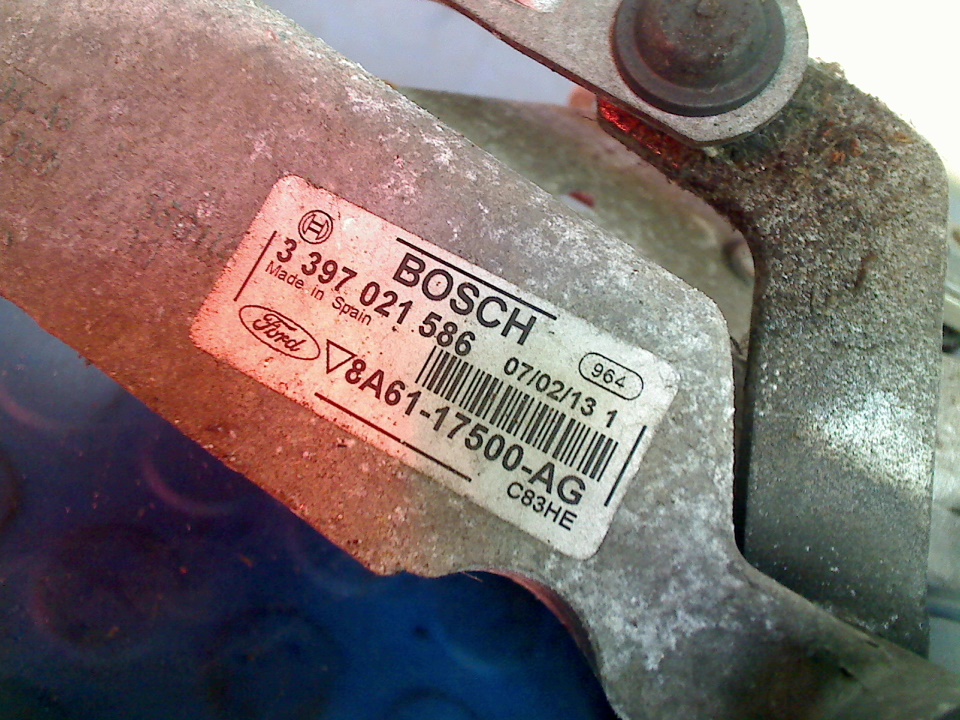 BOSCH
3 397 021 586
Made in Spain
07/02/13 1
964
Ford
8A61-17500-AG
C83HE